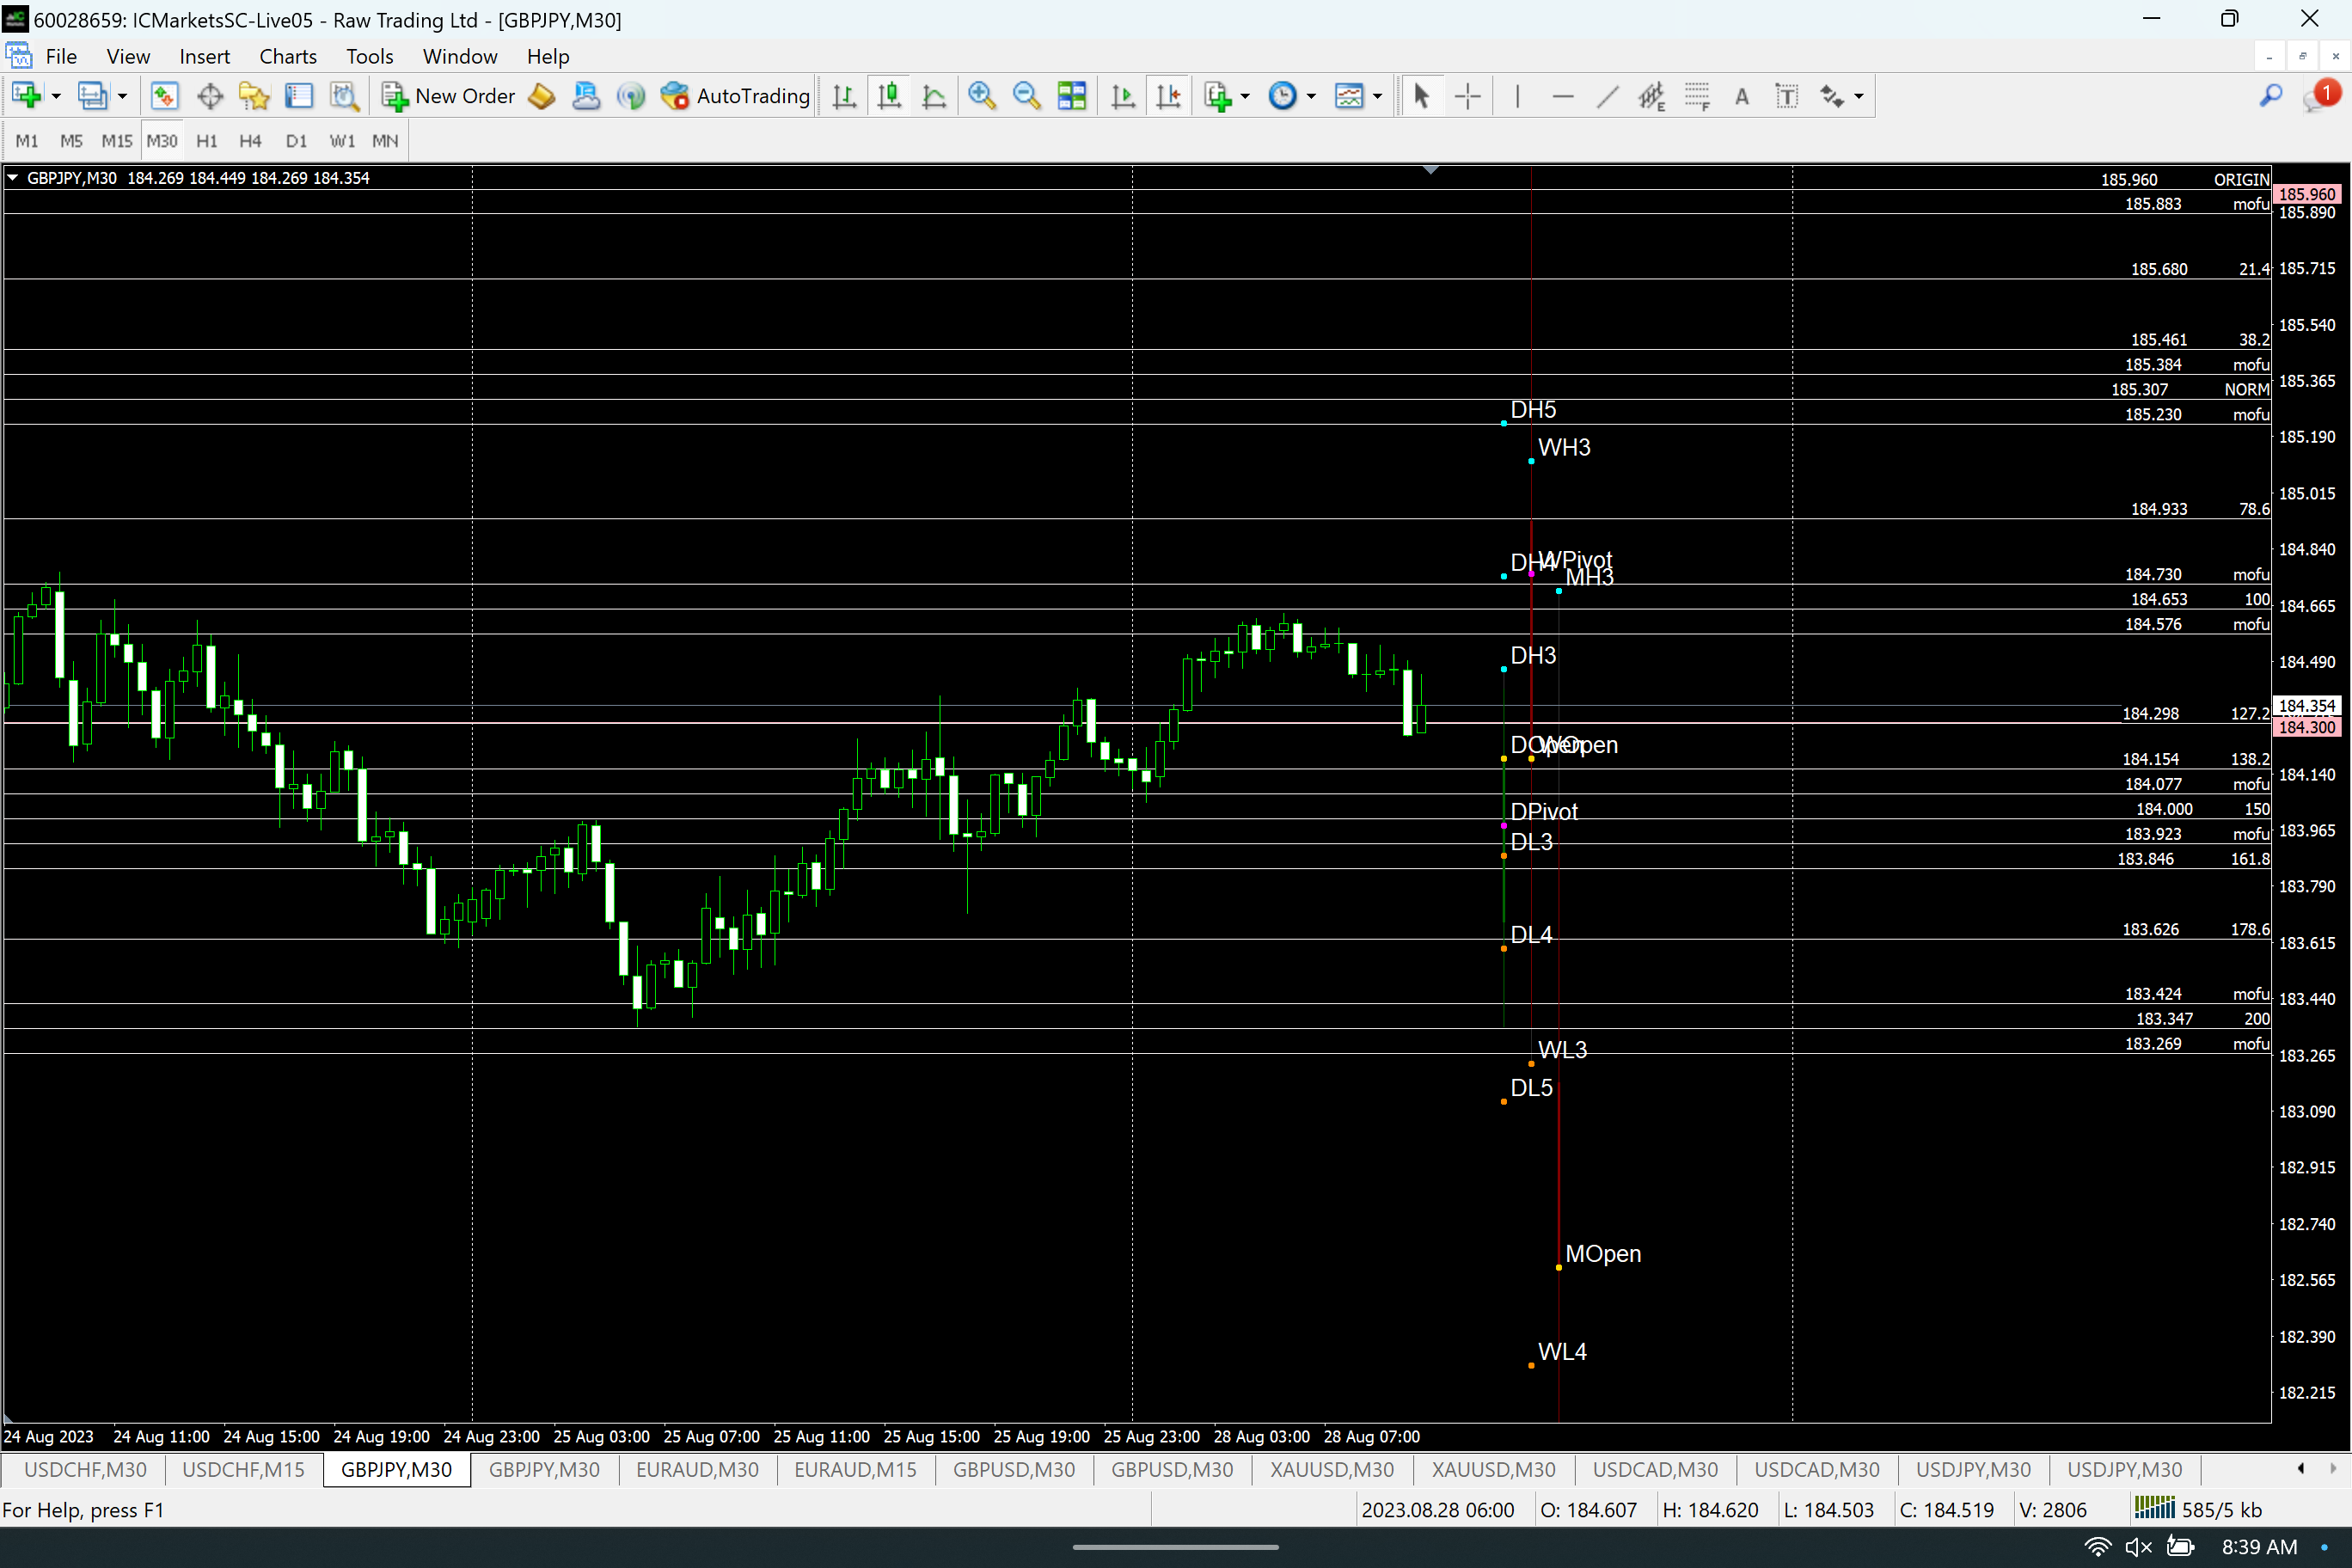 60028659: ICMarketsSC-Live05 - Raw Trading Ltd - [GBPJPY,M30]
File View Insert Charts Tools Window Help
New Order AutoTrading 1
M1 M5 M15 M30 H1 H4 D1 W1 MN
GBPJPY,M30 184.269 184.449 184.269 184.354
185.960 ORIGIN
185.960
185.883 mofu
185.890
185.680 21.4
185.715
185.540
185.461 38.2
185.384 mofu
185.365
185.307 NORM
DH5
185.230 mofu
185.190
WH3
185.015
184.933 78.6
184.840
DH4
WPivot
MH3
184.730 mofu
184.653 100
184.665
184.576 mofu
DH3
184.490
184.354
184.298 127.2
184.300
DOpen
WOpen
184.154 138.2
184.140
184.077 mofu
DPivot
184.000 150
183.965
183.923 mofu
DL3
183.846 161.8
183.790
183.626 178.6
DL4
183.615
183.424 mofu
183.440
183.347 200
183.269 mofu
WL3
183.265
DL5
183.090
182.915
182.740
MOpen
182.565
182.390
WL4
182.215
24 Aug 2023 24 Aug 11:00 24 Aug 15:00 24 Aug 19:00 24 Aug 23:00 25 Aug 03:00 25 Aug 07:00 25 Aug 11:00 25 Aug 15:00 25 Aug 19:00 25 Aug 23:00 28 Aug 03:00 28 Aug 07:00
USDCHF,M30 USDCHF,M15 GBPJPY,M30 GBPJPY,M30 EURAUD,M30 EURAUD,M15 GBPUSD,M30 GBPUSD,M30 XAUUSD,M30 XAUUSD,M30 USDCAD,M30 USDCAD,M30 USDJPY,M30 USDJPY,M30
For Help, press F1 2023.08.28 06:00 O: 184.607 H: 184.620 L: 184.503 C: 184.519 V: 2806 585/5 kb
8:39 AM